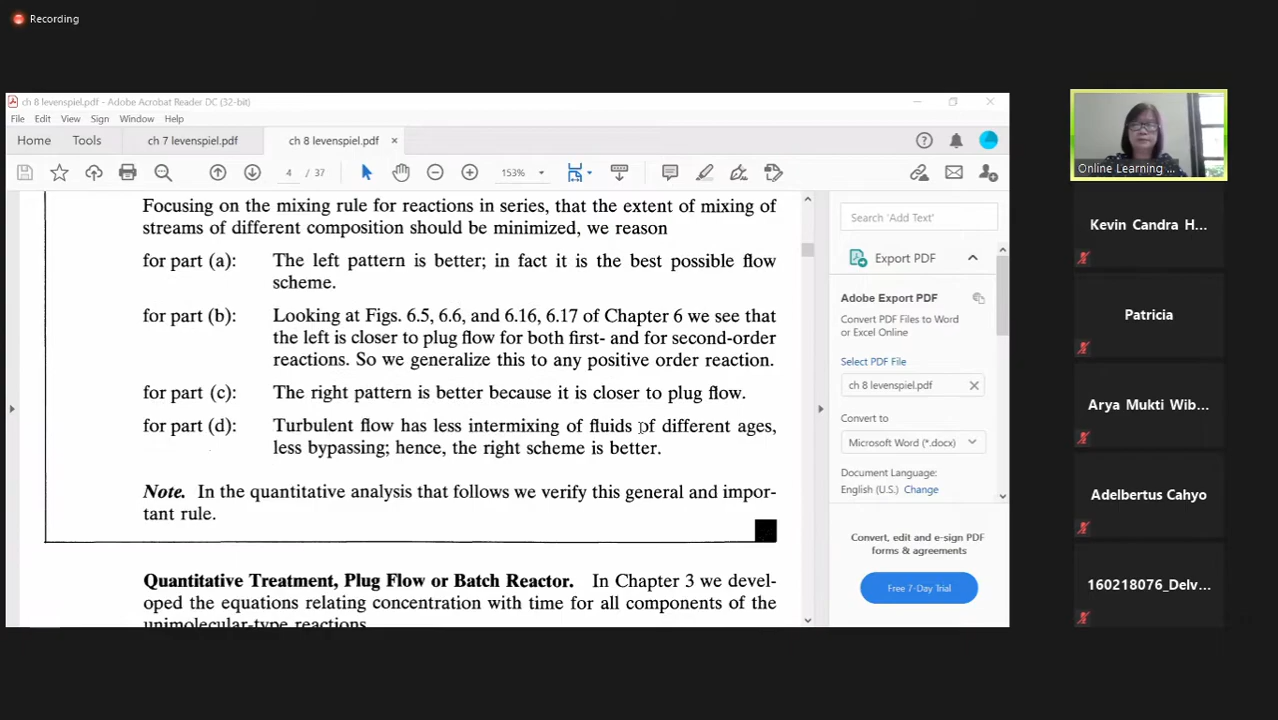 Recording
ch 8 levenspiel.pdf - Adobe Acrobat Reader DC (32-bit)
File Edit View Sign Window Help
Home Tools ch 7 levenspiel.pdf ch 8 levenspiel.pdf ×
4 / 37 153%
Focusing on the mixing rule for reactions in series, that the extent of mixing of
streams of different composition should be minimized, we reason
for part (a): The left pattern is better; in fact it is the best possible flow
scheme.
for part (b): Looking at Figs. 6.5, 6.6, and 6.16, 6.17 of Chapter 6 we see that
the left is closer to plug flow for both first- and for second-order
reactions. So we generalize this to any positive order reaction.
for part (c): The right pattern is better because it is closer to plug flow.
for part (d): Turbulent flow has less intermixing of fluids of different ages,
less bypassing; hence, the right scheme is better.
Note. In the quantitative analysis that follows we verify this general and impor-
tant rule.
Quantitative Treatment, Plug Flow or Batch Reactor. In Chapter 3 we devel-
oped the equations relating concentration with time for all components of the
unimolecular-type reactions
Search 'Add Text'
Export PDF
Adobe Export PDF
Convert PDF Files to Word
or Excel Online
Select PDF File
ch 8 levenspiel.pdf
Convert to
Microsoft Word (*.docx)
Document Language:
English (U.S.) Change
Convert, edit and e-sign PDF
forms & agreements
Free 7-Day Trial
Online Learning ...
Kevin Candra H...
Patricia
Arya Mukti Wib...
Adelbertus Cahyo
160218076_Delv...